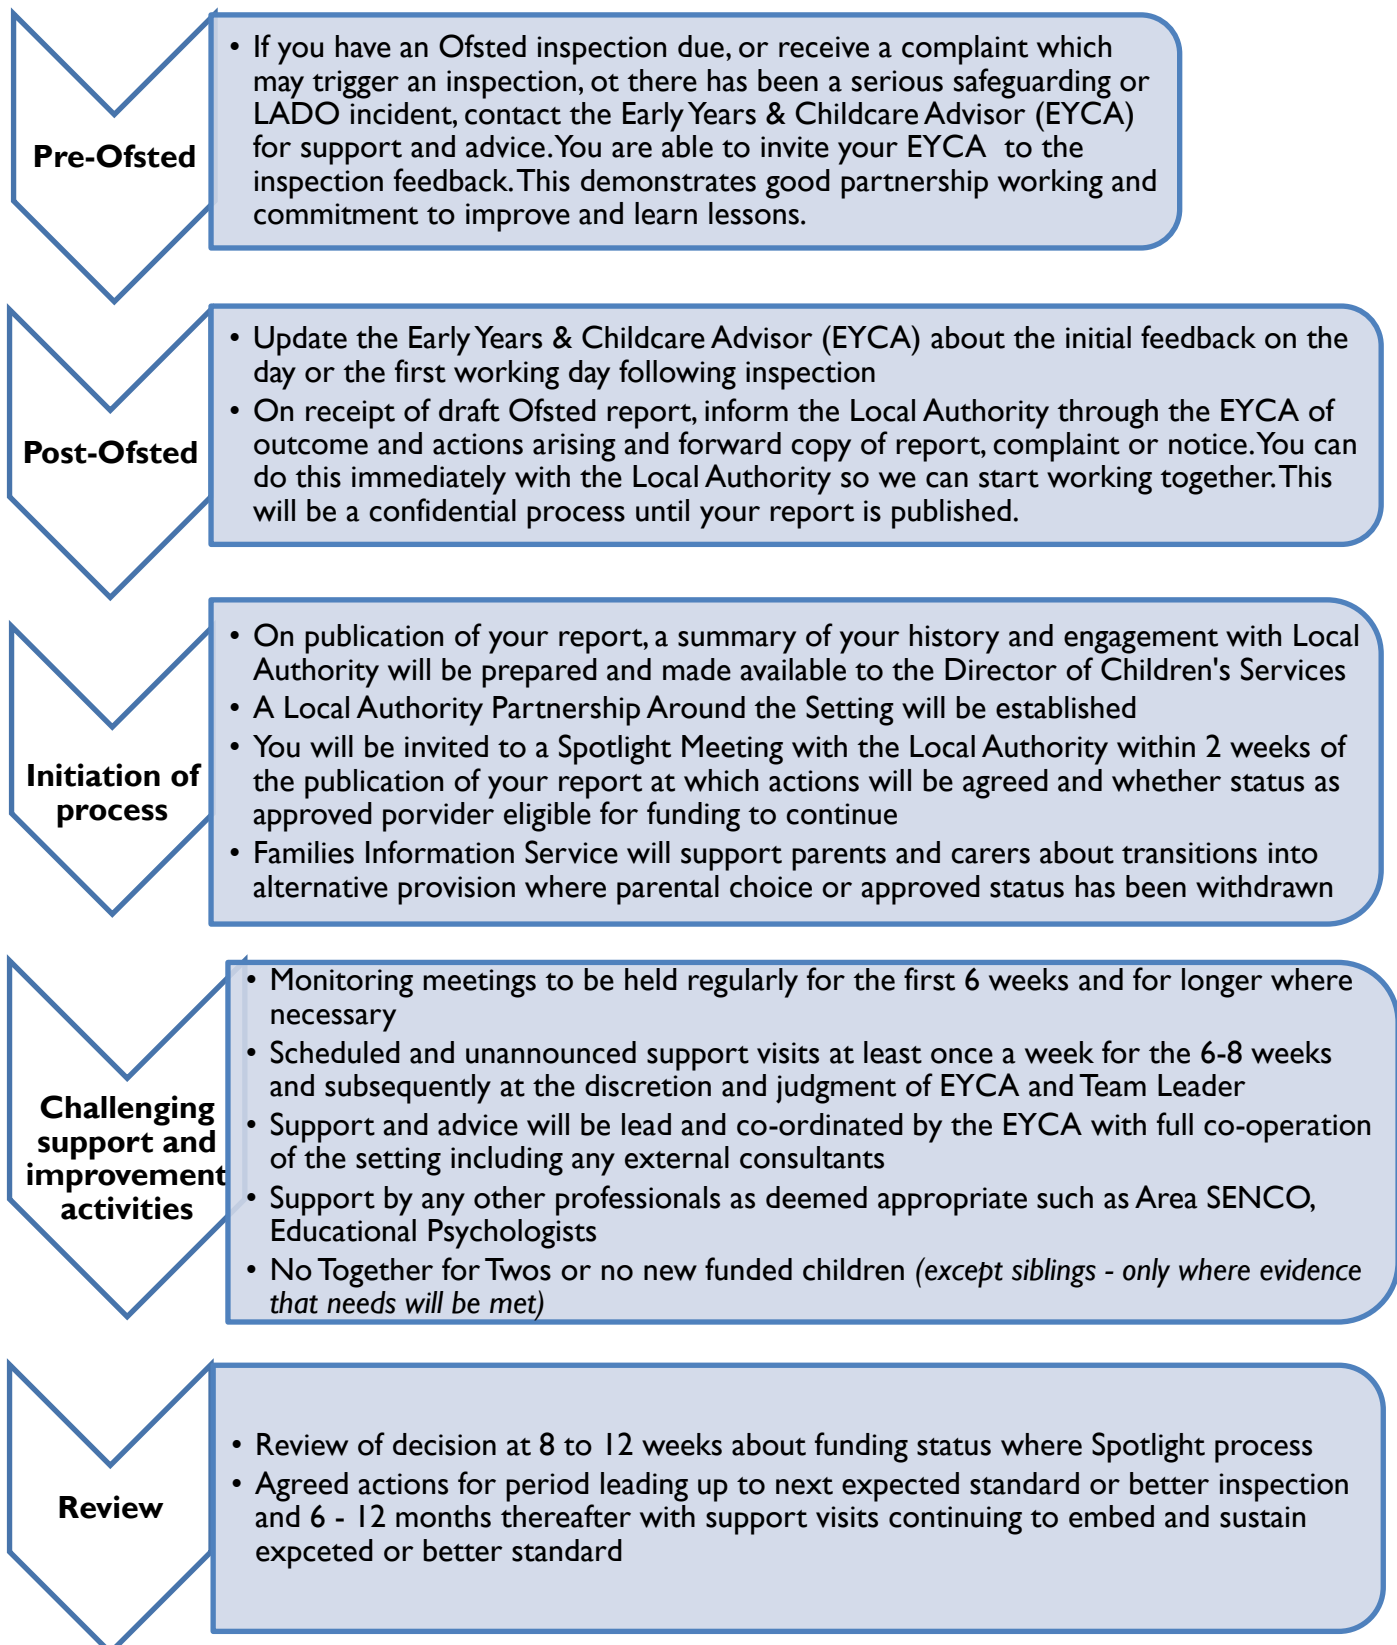 Pre-Ofsted
• If you have an Ofsted inspection due, or receive a complaint which
may trigger an inspection, ot there has been a serious safeguarding or
LADO incident, contact the Early Years & Childcare Advisor (EYCA)
for support and advice. You are able to invite your EYCA to the
inspection feedback. This demonstrates good partnership working and
commitment to improve and learn lessons.
Post-Ofsted
• Update the Early Years & Childcare Advisor (EYCA) about the initial feedback on the
day or the first working day following inspection
• On receipt of draft Ofsted report, inform the Local Authority through the EYCA of
outcome and actions arising and forward copy of report, complaint or notice. You can
do this immediately with the Local Authority so we can start working together. This
will be a confidential process until your report is published.
Initiation of
process
• On publication of your report, a summary of your history and engagement with Local
Authority will be prepared and made available to the Director of Children's Services
• A Local Authority Partnership Around the Setting will be established
• You will be invited to a Spotlight Meeting with the Local Authority within 2 weeks of
the publication of your report at which actions will be agreed and whether status as
approved porvider eligible for funding to continue
• Families Information Service will support parents and carers about transitions into
alternative provision where parental choice or approved status has been withdrawn
Challenging
support and
improvement
activities
• Monitoring meetings to be held regularly for the first 6 weeks and for longer where
necessary
• Scheduled and unannounced support visits at least once a week for the 6-8 weeks
and subsequently at the discretion and judgment of EYCA and Team Leader
• Support and advice will be lead and co-ordinated by the EYCA with full co-operation
of the setting including any external consultants
• Support by any other professionals as deemed appropriate such as Area SENCO,
Educational Psychologists
• No Together for Twos or no new funded children (except siblings - only where evidence
that needs will be met)
Review
• Review of decision at 8 to 12 weeks about funding status where Spotlight process
• Agreed actions for period leading up to next expected standard or better inspection
and 6 - 12 months thereafter with support visits continuing to embed and sustain
expceted or better standard